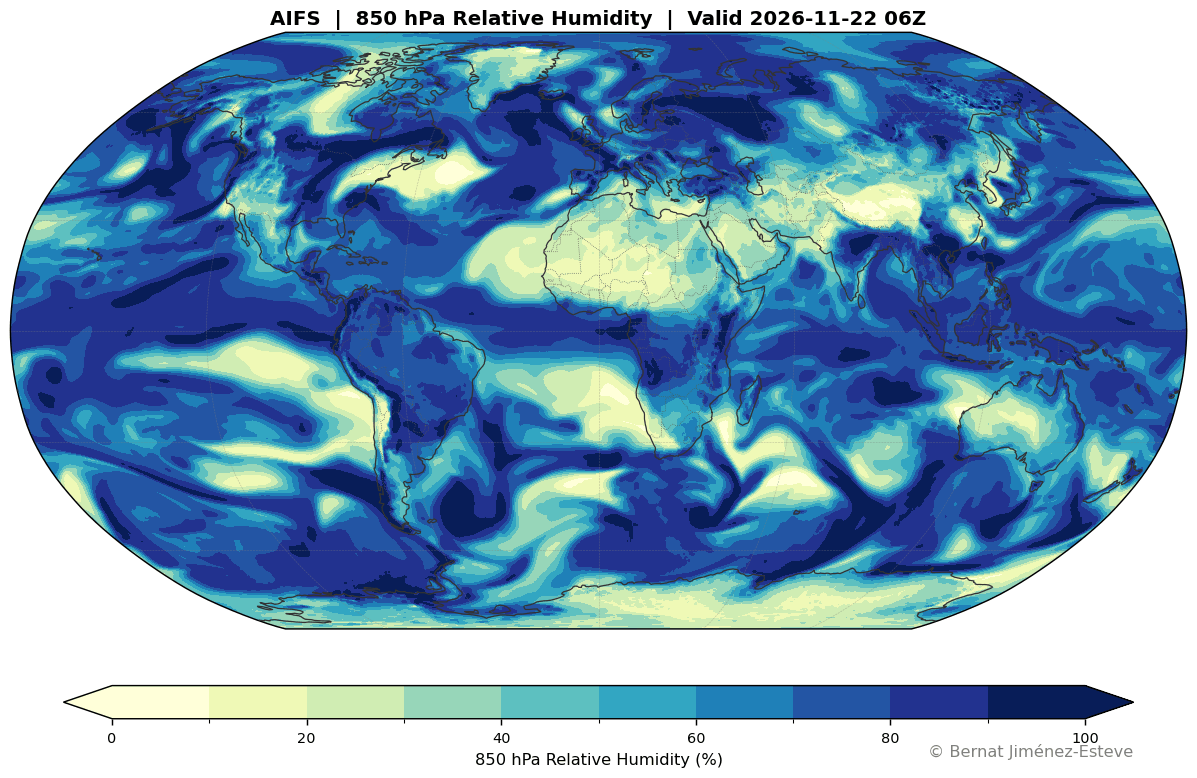 AIFS | 850 hPa Relative Humidity | Valid 2026-11-22 06Z
0 20 40 60 80 100
850 hPa Relative Humidity (%)
© Bernat Jiménez-Esteve